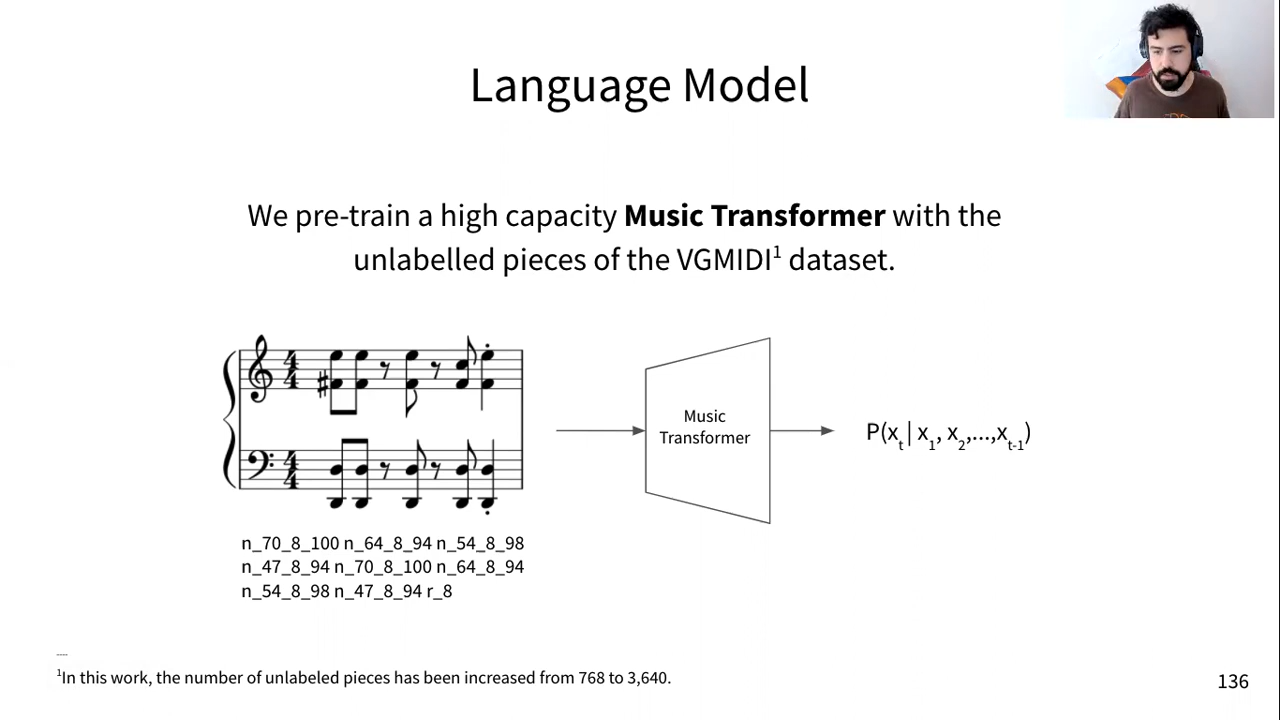 Language Model
We pre-train a high capacity Music Transformer with the
unlabelled pieces of the VGMIDI¹ dataset.
Music
Transformer
P(xₜ| x₁, x₂,...,xₜ₋₁)
n_70_8_100 n_64_8_94 n_54_8_98
n_47_8_94 n_70_8_100 n_64_8_94
n_54_8_98 n_47_8_94 r_8
¹In this work, the number of unlabeled pieces has been increased from 768 to 3,640.
136